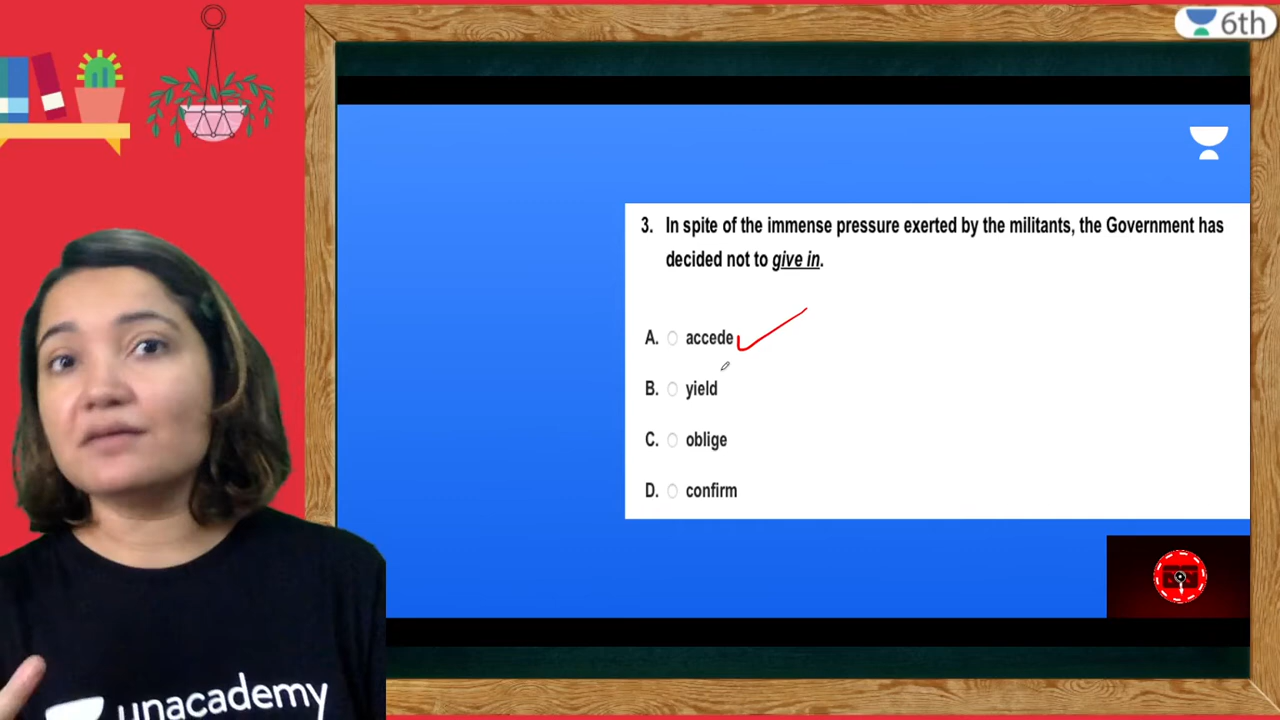 6th
3. In spite of the immense pressure exerted by the militants, the Government has
decided not to give in.
A. accede
B. yield
C. oblige
D. confirm
unacademy